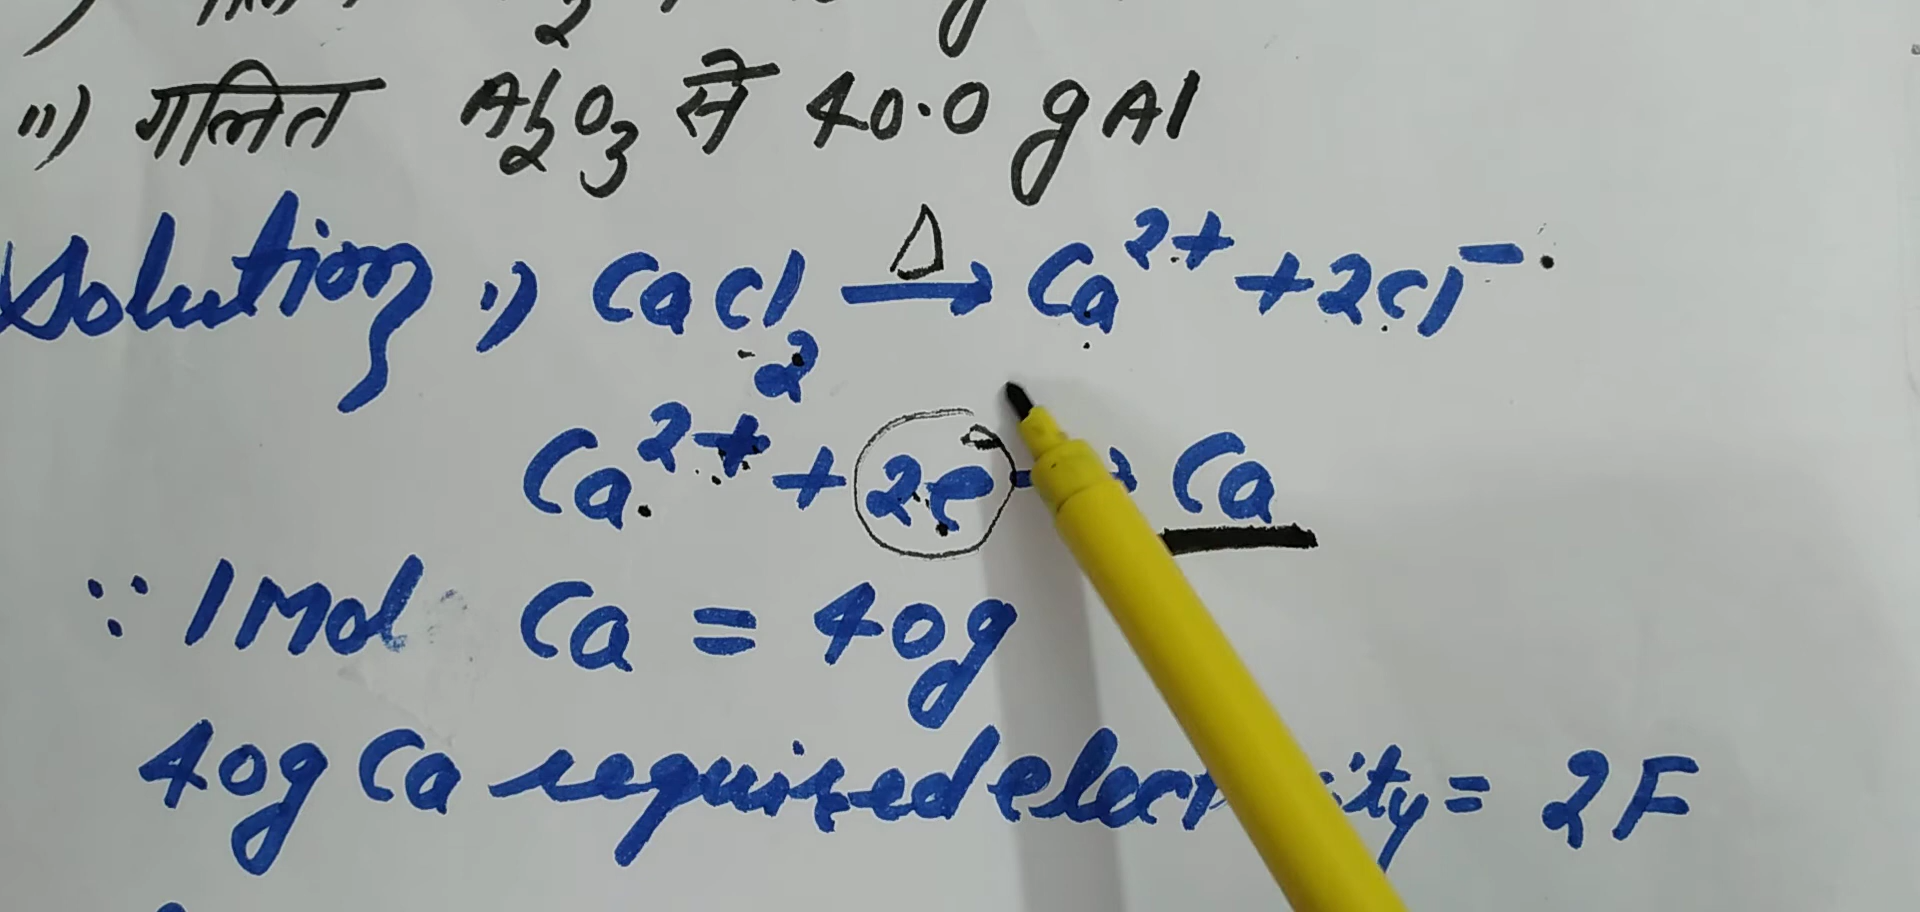 ii) गलित Al₂O₃ से 40.0 g Al
Solution, i) CaCl₂ →Δ Ca²⁺ + 2Cl⁻
Ca²⁺ + 2e⁻ → Ca
∵ 1 Mol Ca = 40g
40g Ca required electricity = 2F